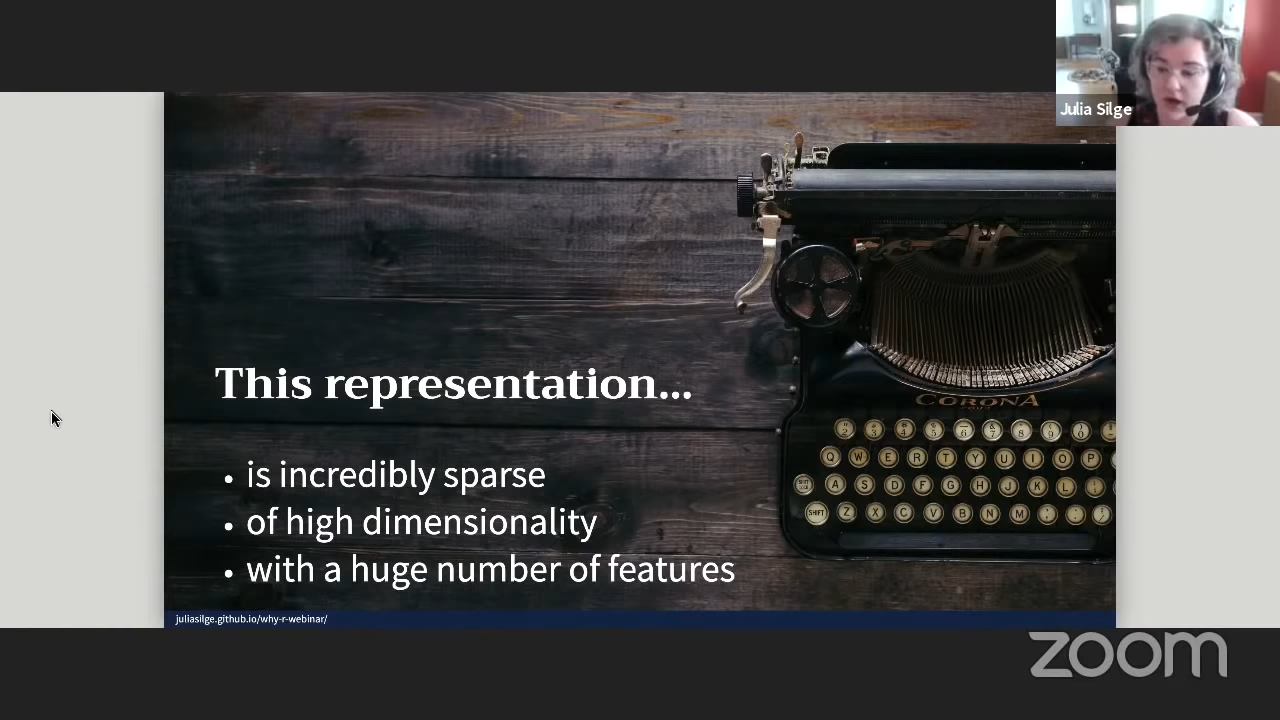 Julia Silge
CORONA
This representation...
Q W E R T Y U I O P
A S D F G H J K L
SHIFT Z X C V B N M
• is incredibly sparse
• of high dimensionality
• with a huge number of features
juliasilge.github.io/why-r-webinar/
zoom